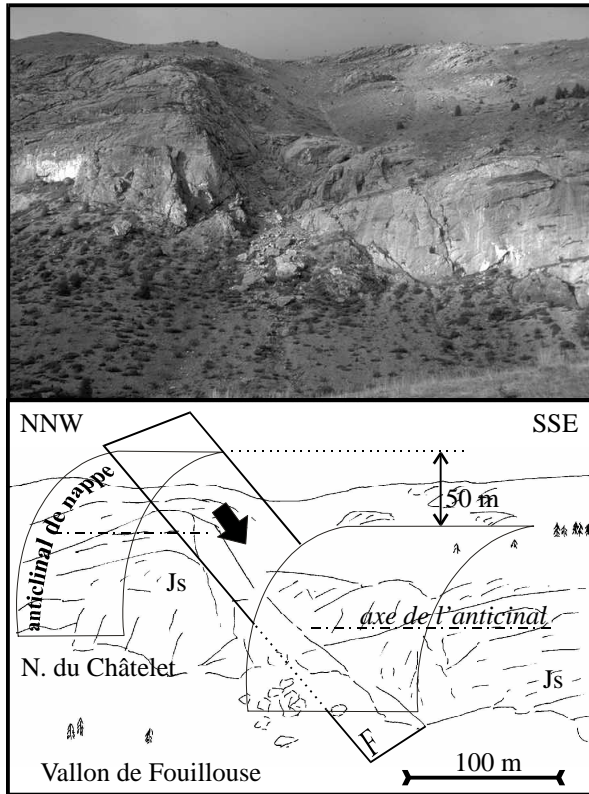 NNW
SSE
anticlinal de nappe
50 m
Js
axe de l'anticinal
N. du Châtelet
Js
F
100 m
Vallon de Fouillouse